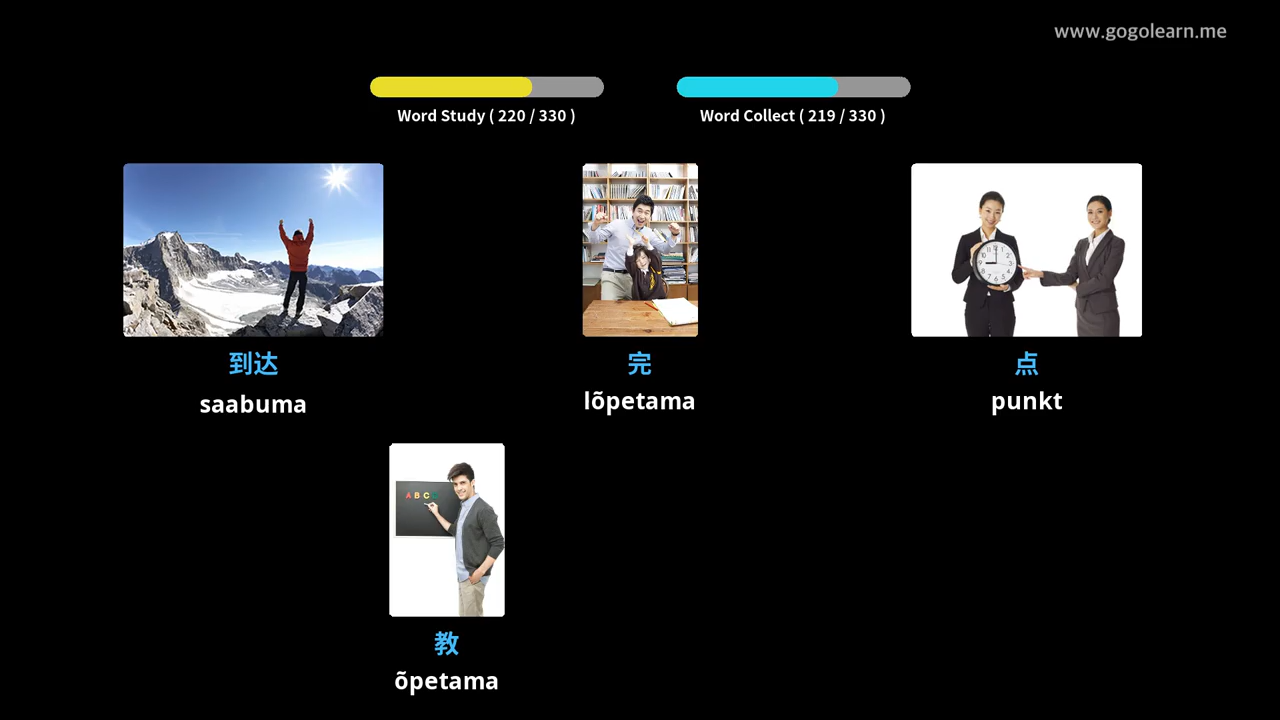 www.gogolearn.me
Word Study ( 220 / 330 )
Word Collect ( 219 / 330 )
到达
saabuma
完
lõpetama
点
punkt
A B C
教
õpetama